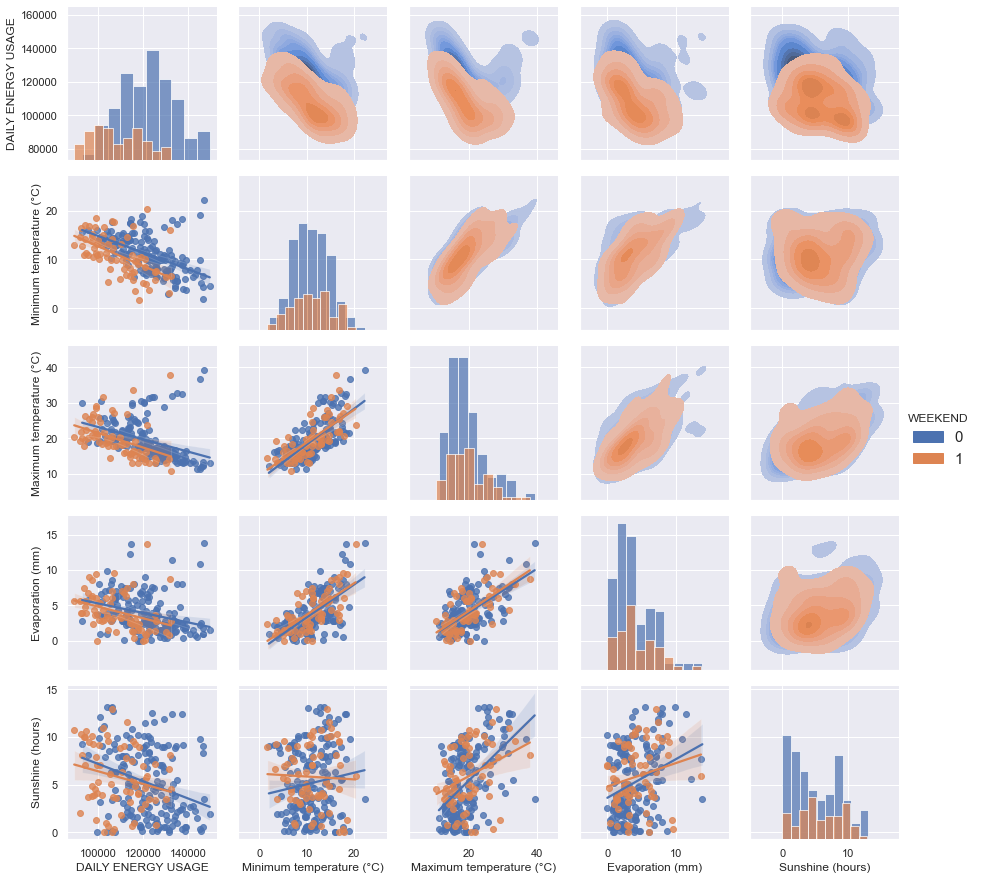 DAILY ENERGY USAGE
160000
140000
120000
100000
80000
Minimum temperature (°C)
20
10
0
Maximum temperature (°C)
40
30
20
10
WEEKEND
0
1
Evaporation (mm)
15
10
5
0
Sunshine (hours)
15
10
5
0
100000 120000 140000
0 10 20
20 40
0 10
0 10
DAILY ENERGY USAGE
Minimum temperature (°C)
Maximum temperature (°C)
Evaporation (mm)
Sunshine (hours)